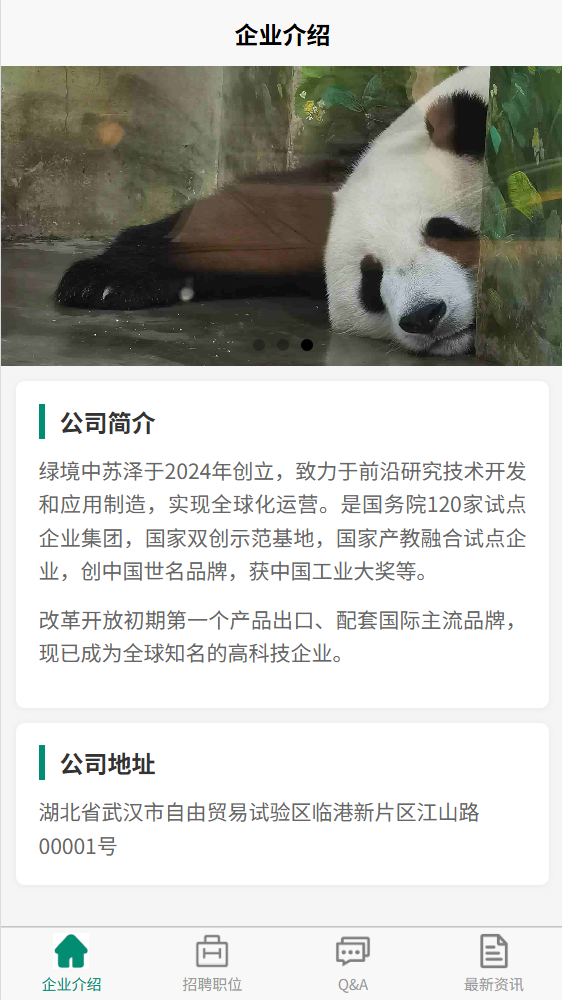 企业介绍
公司简介
绿境中苏泽于2024年创立，致力于前沿研究技术开发
和应用制造，实现全球化运营。是国务院120家试点
企业集团，国家双创示范基地，国家产教融合试点企
业，创中国世名品牌，获中国工业大奖等。
改革开放初期第一个产品出口、配套国际主流品牌，
现已成为全球知名的高科技企业。
公司地址
湖北省武汉市自由贸易试验区临港新片区江山路
00001号
企业介绍
招聘职位
Q&A
最新资讯